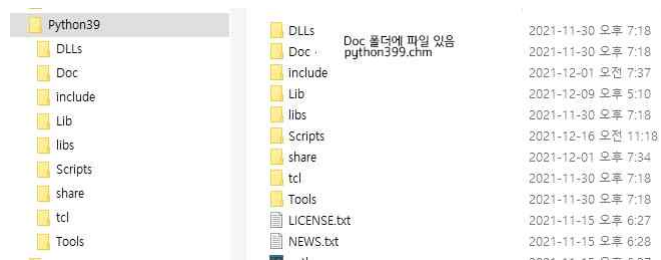 Python39
DLLs
Doc
include
Lib
libs
Scripts
share
tcl
Tools
DLLs 2021-11-30 오후 7:18
Doc 2021-11-30 오후 7:18
Doc 폴더에 파일 있음
python399.chm
include 2021-12-01 오전 7:37
Lib 2021-12-09 오후 5:10
libs 2021-11-30 오후 7:18
Scripts 2021-12-16 오전 11:18
share 2021-12-01 오후 7:34
tcl 2021-11-30 오후 7:18
Tools 2021-11-30 오후 7:18
LICENSE.txt 2021-11-15 오후 6:27
NEWS.txt 2021-11-15 오후 6:28